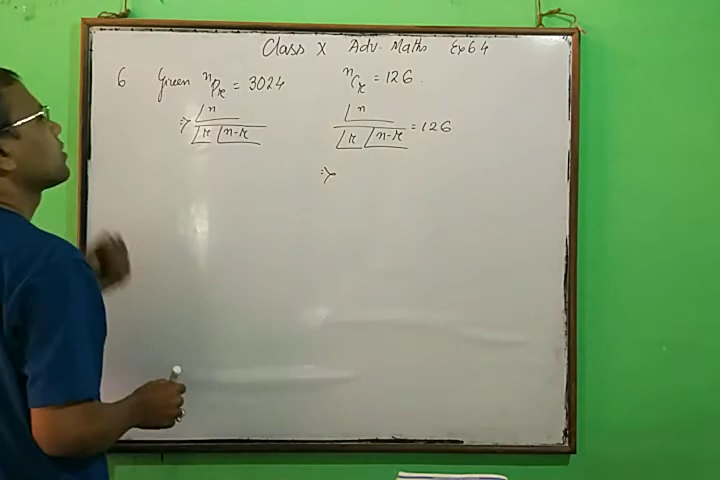 Class X Adv. Maths Ex 6.4
6 Given ⁿPᵣ = 3024 ⁿCᵣ = 126.
⇒ |n / |r |n-r |n / |r |n-r = 126
⇒